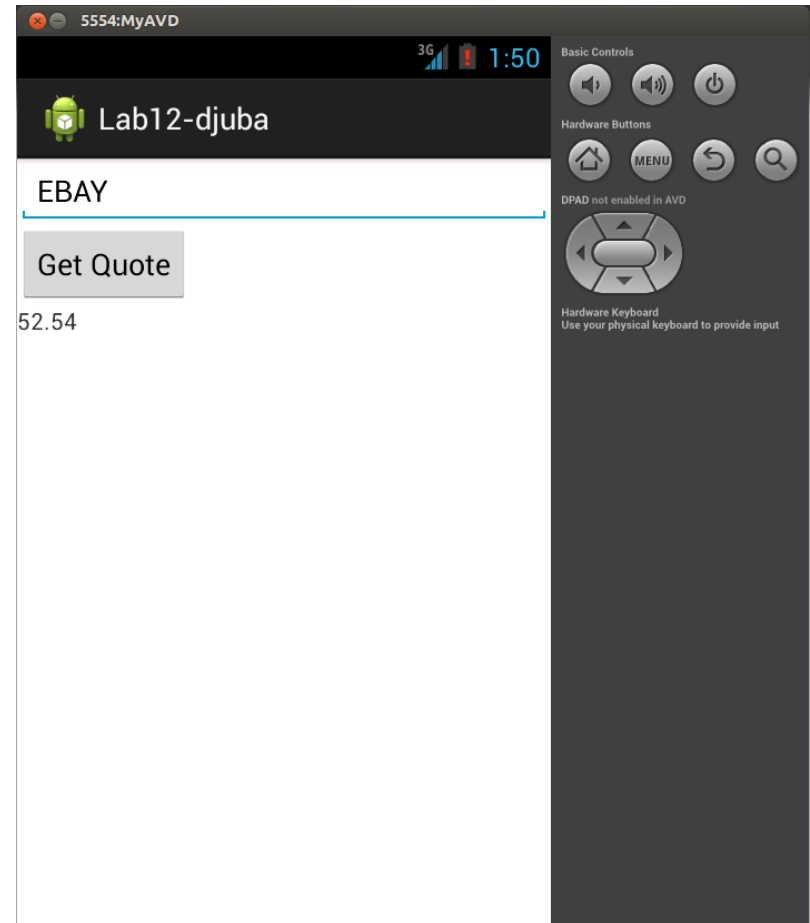 5554:MyAVD
3G 1:50
Lab12-djuba
EBAY
Get Quote
52.54
Basic Controls
Hardware Buttons
MENU
DPAD not enabled in AVD
Hardware Keyboard
Use your physical keyboard to provide input